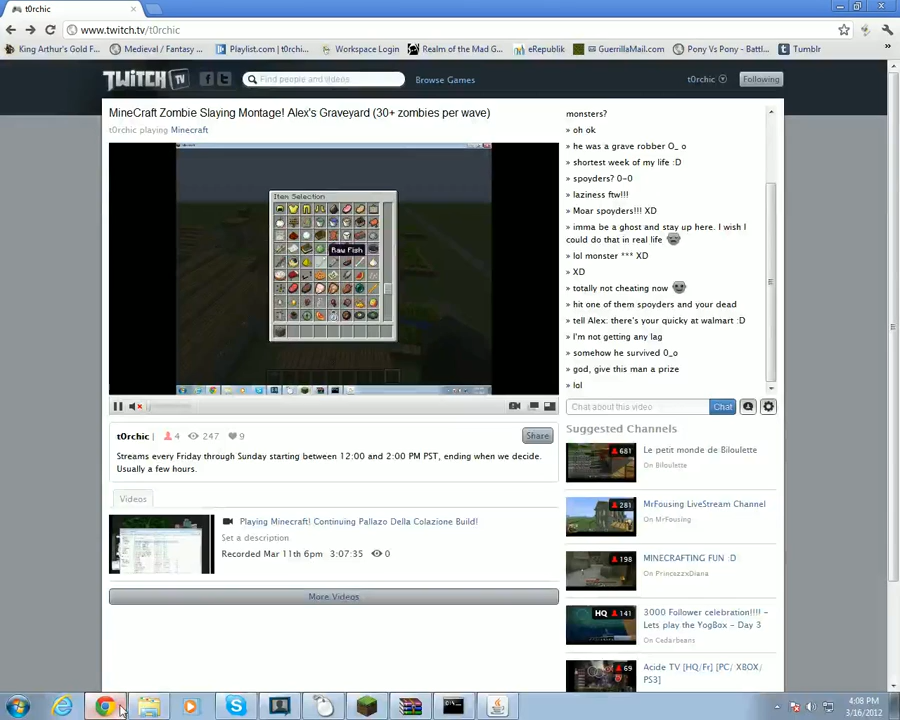 t0rchic
www.twitch.tv/t0rchic
King Arthur's Gold F...
Medieval / Fantasy ...
Playlist.com (t0rchi...
Workspace Login
Realm of the Mad G...
eRepublik
GuerrillaMail.com
Pony Vs Pony - Battl...
Tumblr
TWITCH TV
Find people and videos
Browse Games
t0rchic
Following
MineCraft Zombie Slaying Montage! Alex's Graveyard (30+ zombies per wave)
t0rchic playing Minecraft
Item Selection
Raw Fish
monsters?
» oh ok
» he was a grave robber O_ o
» shortest week of my life :D
» spoyders? 0-0
» laziness ftw!!!
» Moar spoyders!!! XD
» imma be a ghost and stay up here. I wish I
could do that in real life
» lol monster *** XD
» XD
» totally not cheating now
» hit one of them spoyders and your dead
» tell Alex: there's your quicky at walmart :D
» I'm not getting any lag
» somehow he survived 0_o
» god, give this man a prize
» lol
Chat about this video
Chat
t0rchic | 4 247 9
Share
Streams every Friday through Sunday starting between 12:00 and 2:00 PM PST, ending when we decide.
Usually a few hours.
Videos
Playing Minecraft! Continuing Pallazo Della Colazione Build!
Set a description
Recorded Mar 11th 6pm 3:07:35 0
More Videos
Suggested Channels
681
Le petit monde de Biloulette
On Biloulette
281
MrFousing LiveStream Channel
On MrFousing
198
MINECRAFTING FUN :D
On PrincezzxDiana
HQ 141
3000 Follower celebration!!!! -
Lets play the YogBox - Day 3
On Cedarbeans
69
Acide TV [HQ/Fr] [PC/ XBOX/
PS3]
4:08 PM
3/16/2012